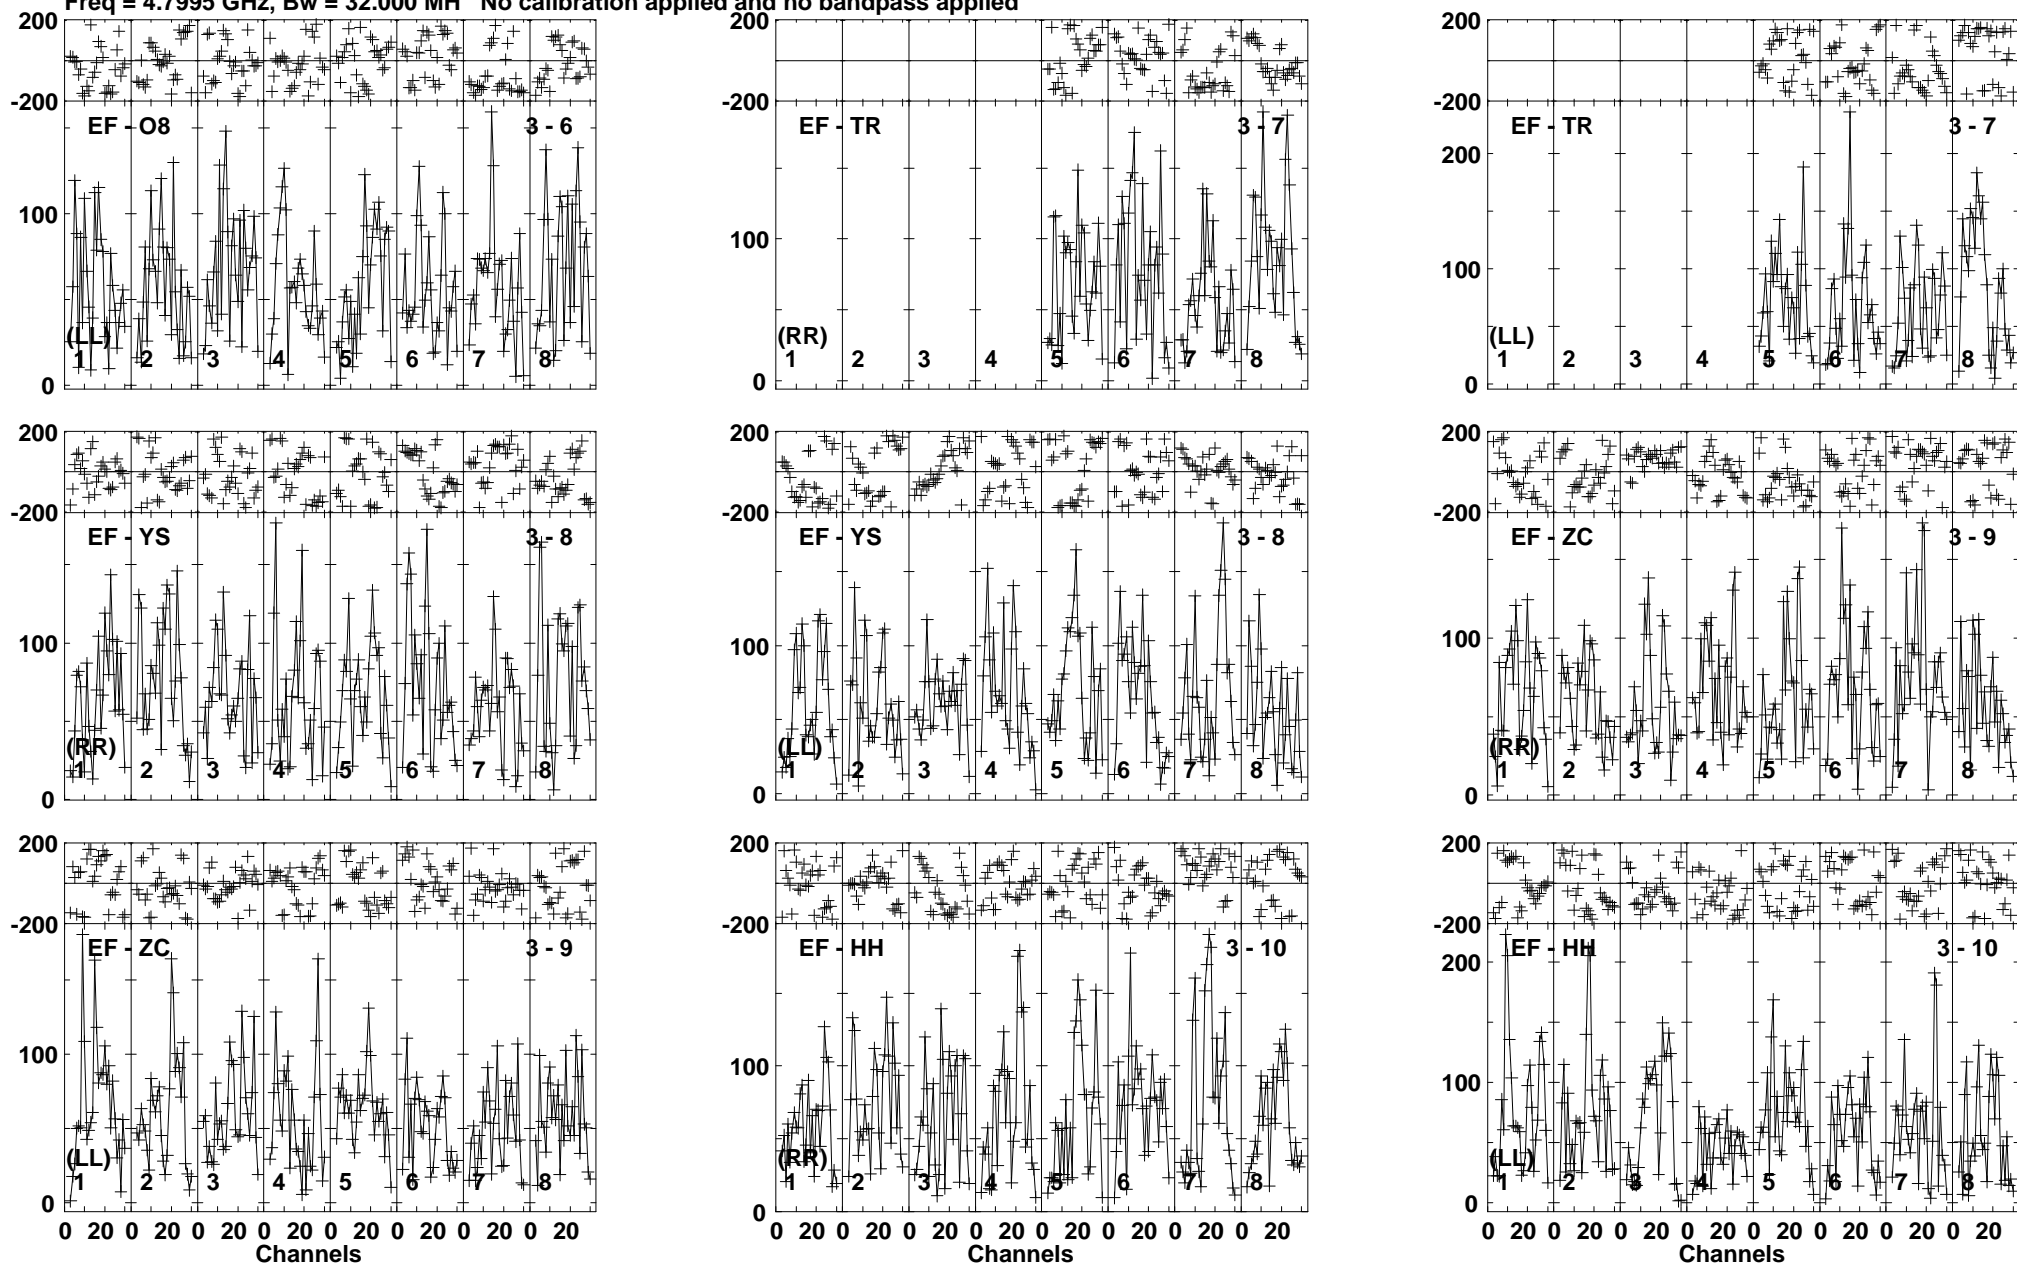 Freq = 4.7995 GHz, Bw = 32.000 MH No calibration applied and no bandpass applied
200 200 200
-200 -200 -200
EF - O8 3 - 6 EF - TR 3 - 7 EF - TR 3 - 7
200
100 100 100
(LL) (RR) (LL)
1 2 3 4 5 6 7 8 1 2 3 4 5 6 7 8 1 2 3 4 5 6 7 8
0 0 0
200 200 200
-200 -200 -200
EF - YS 3 - 8 EF - YS 3 - 8 EF - ZC 3 - 9
100 100 100
(RR) (LL) (RR)
1 2 3 4 5 6 7 8 1 2 3 4 5 6 7 8 1 2 3 4 5 6 7 8
0 0 0
200 200 200
-200 -200 -200
EF - ZC 3 - 9 EF - HH 3 - 10 EF - HH 3 - 10
200
100 100 100
(LL) (RR) (LL)
1 2 3 4 5 6 7 8 1 2 3 4 5 6 7 8 1 2 3 4 5 6 7 8
0 0 0
0 20 0 20 0 20 0 20 0 20 0 20 0 20 0 20 0 20 0 20 0 20 0 20 0 20 0 20 0 20 0 20 0 20 0 20 0 20 0 20 0 20 0 20 0 20 0 20
Channels Channels Channels